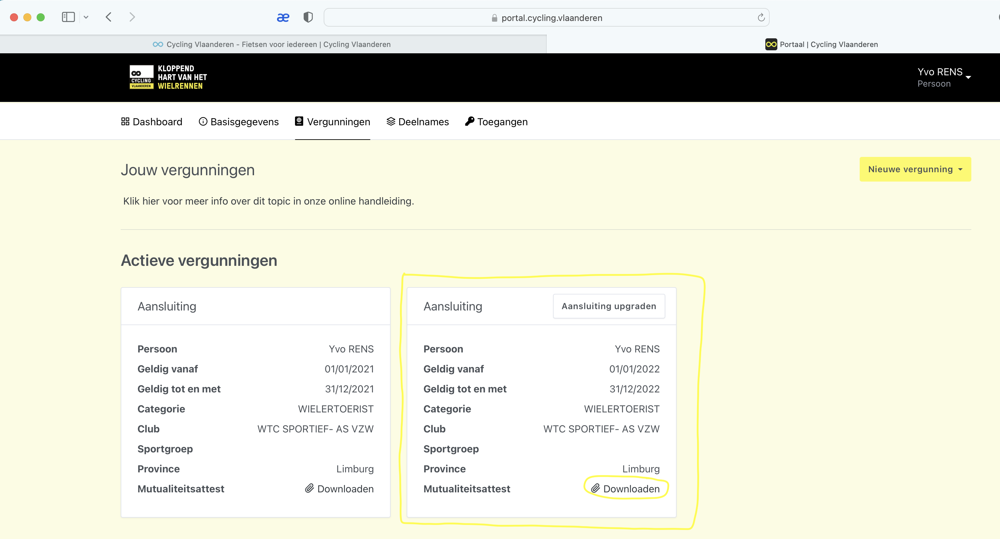 æ
portal.cycling.vlaanderen
Cycling Vlaanderen - Fietsen voor iedereen | Cycling Vlaanderen
Portaal | Cycling Vlaanderen
CYCLING
VLAANDEREN
KLOPPEND
HART VAN HET
WIELRENNEN
Yvo RENS
Persoon
Dashboard
Basisgegevens
Vergunningen
Deelnames
Toegangen
Jouw vergunningen
Nieuwe vergunning
Klik hier voor meer info over dit topic in onze online handleiding.
Actieve vergunningen
Aansluiting
Persoon Yvo RENS
Geldig vanaf 01/01/2021
Geldig tot en met 31/12/2021
Categorie WIELERTOERIST
Club WTC SPORTIEF- AS VZW
Sportgroep
Province Limburg
Mutualiteitsattest Downloaden
Aansluiting Aansluiting upgraden
Persoon Yvo RENS
Geldig vanaf 01/01/2022
Geldig tot en met 31/12/2022
Categorie WIELERTOERIST
Club WTC SPORTIEF- AS VZW
Sportgroep
Province Limburg
Mutualiteitsattest Downloaden